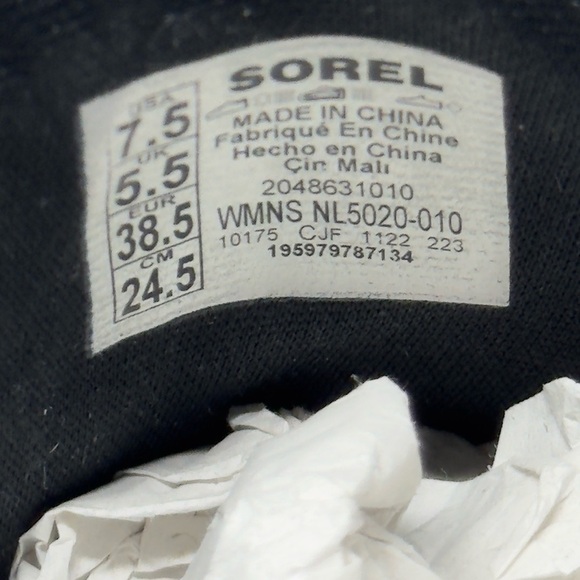 SOREL
USA
7.5
UK
5.5
EUR
38.5
CM
24.5
MADE IN CHINA
Fabriqué En Chine
Hecho en China
Çin Malı
2048631010
WMNS NL5020-010
10175 CJF 1122 223
195979787134